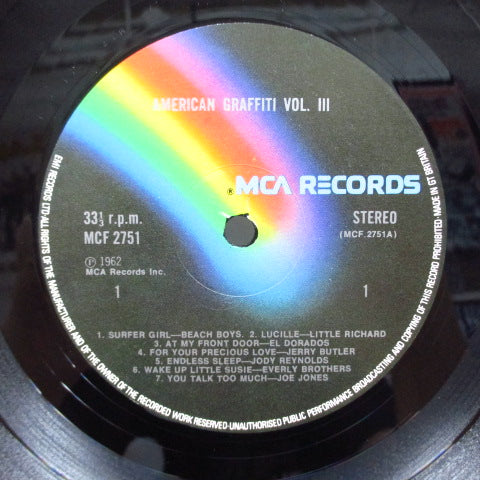 AMERICAN GRAFFITI VOL. III
® MCA RECORDS
33⅓ r.p.m. STEREO
MCF 2751 (MCF.2751A)
℗ 1962
MCA Records Inc.
1 1
1. SURFER GIRL—BEACH BOYS. 2. LUCILLE—LITTLE RICHARD
3. AT MY FRONT DOOR—EL DORADOS
4. FOR YOUR PRECIOUS LOVE—JERRY BUTLER
5. ENDLESS SLEEP—JODY REYNOLDS
6. WAKE UP LITTLE SUSIE—EVERLY BROTHERS
7. YOU TALK TOO MUCH—JOE JONES
EMI RECORDS LTD·ALL RIGHTS OF THE MANUFACTURER AND OF THE OWNER OF THE RECORDED WORK RESERVED·UNAUTHORISED PUBLIC PERFORMANCE BROADCASTING AND COPYING OF THIS RECORD PROHIBITED·MADE IN GT BRITAIN